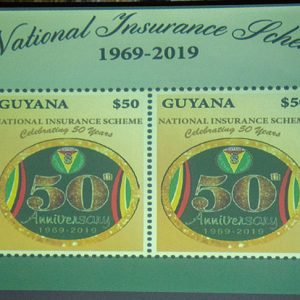 National Insurance Sche
1969-2019
GUYANA $50
NATIONAL INSURANCE SCHEME
Celebrating 50 Years
50th
Anniversary
1969-2019
GUYANA $5
NATIONAL INSURANCE SCHEME
Celebrating 50 Years
50th
Anniversary
1969-2019